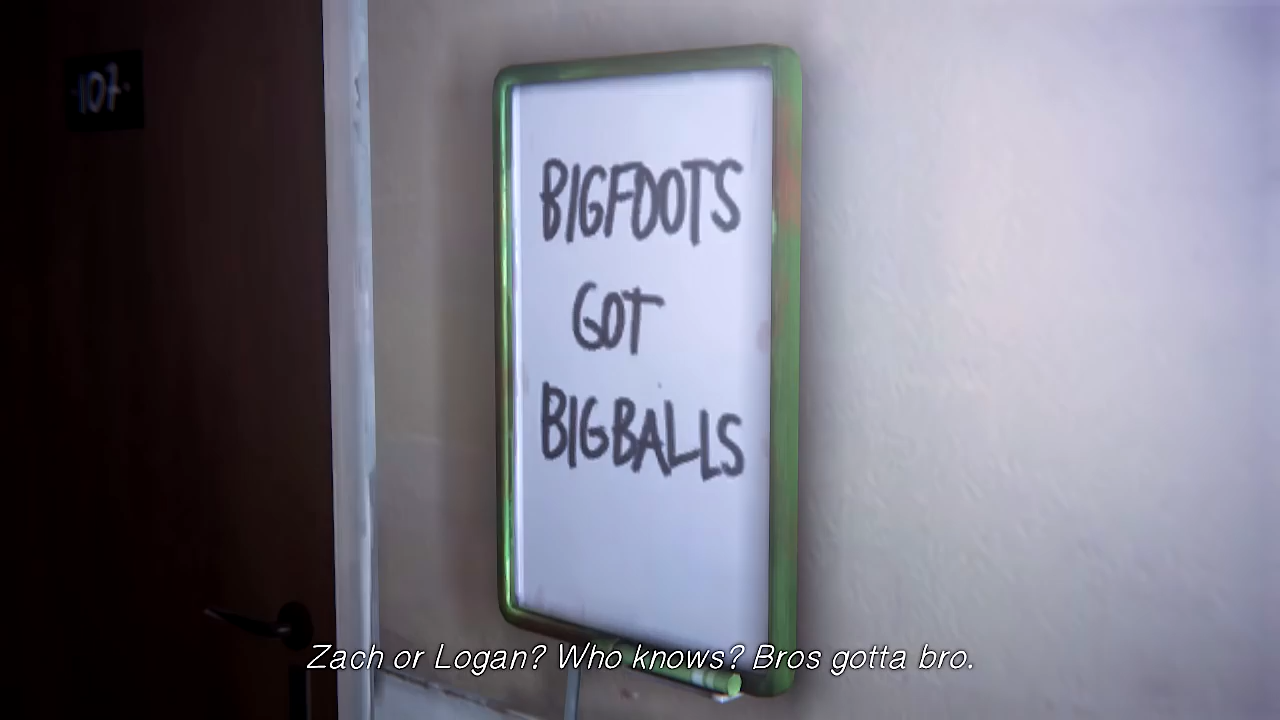 107
BIGFOOTS
GOT
BIGBALLS
Zach or Logan? Who knows? Bros gotta bro.